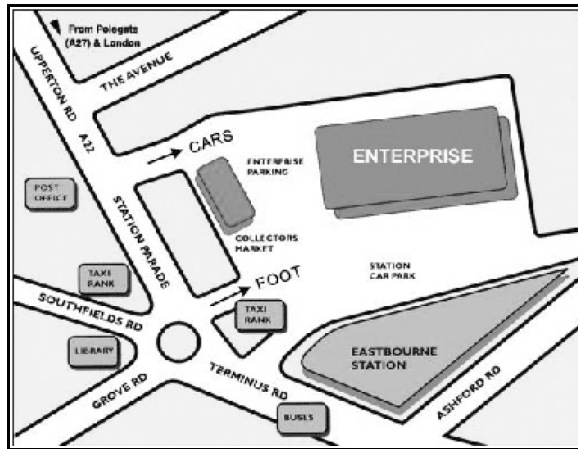 From Polegate
(A27) & London
UPPERTON RD
A22
THE AVENUE
CARS
ENTERPRISE
PARKING
ENTERPRISE
POST
OFFICE
STATION PARADE
COLLECTORS
MARKET
TAXI
RANK
FOOT
STATION
CAR PARK
SOUTHFIELDS RD
TAXI
RANK
LIBRARY
EASTBOURNE
STATION
GROVE RD
TERMINUS RD
ASHFORD RD
BUSES